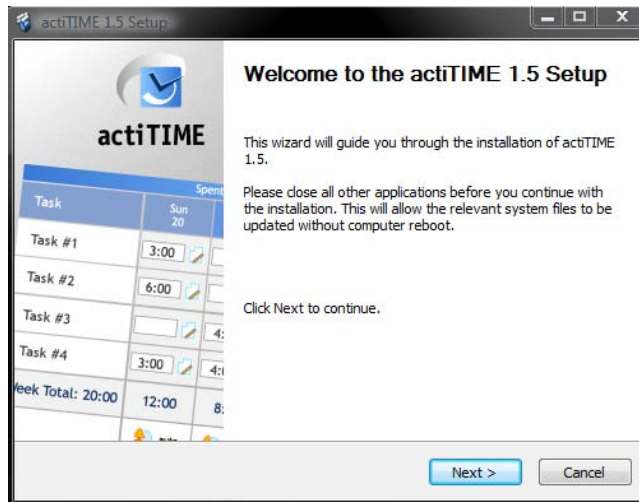 actiTIME 1.5 Setup
Welcome to the actiTIME 1.5 Setup
actiTIME
This wizard will guide you through the installation of actiTIME
1.5.
Please close all other applications before you continue with
the installation. This will allow the relevant system files to be
updated without computer reboot.
Click Next to continue.
Spent
Task
Sun
20
Task #1
3:00
Task #2
6:00
Task #3
4:
Task #4
3:00
Week Total: 20:00
12:00
8:
Next >
Cancel